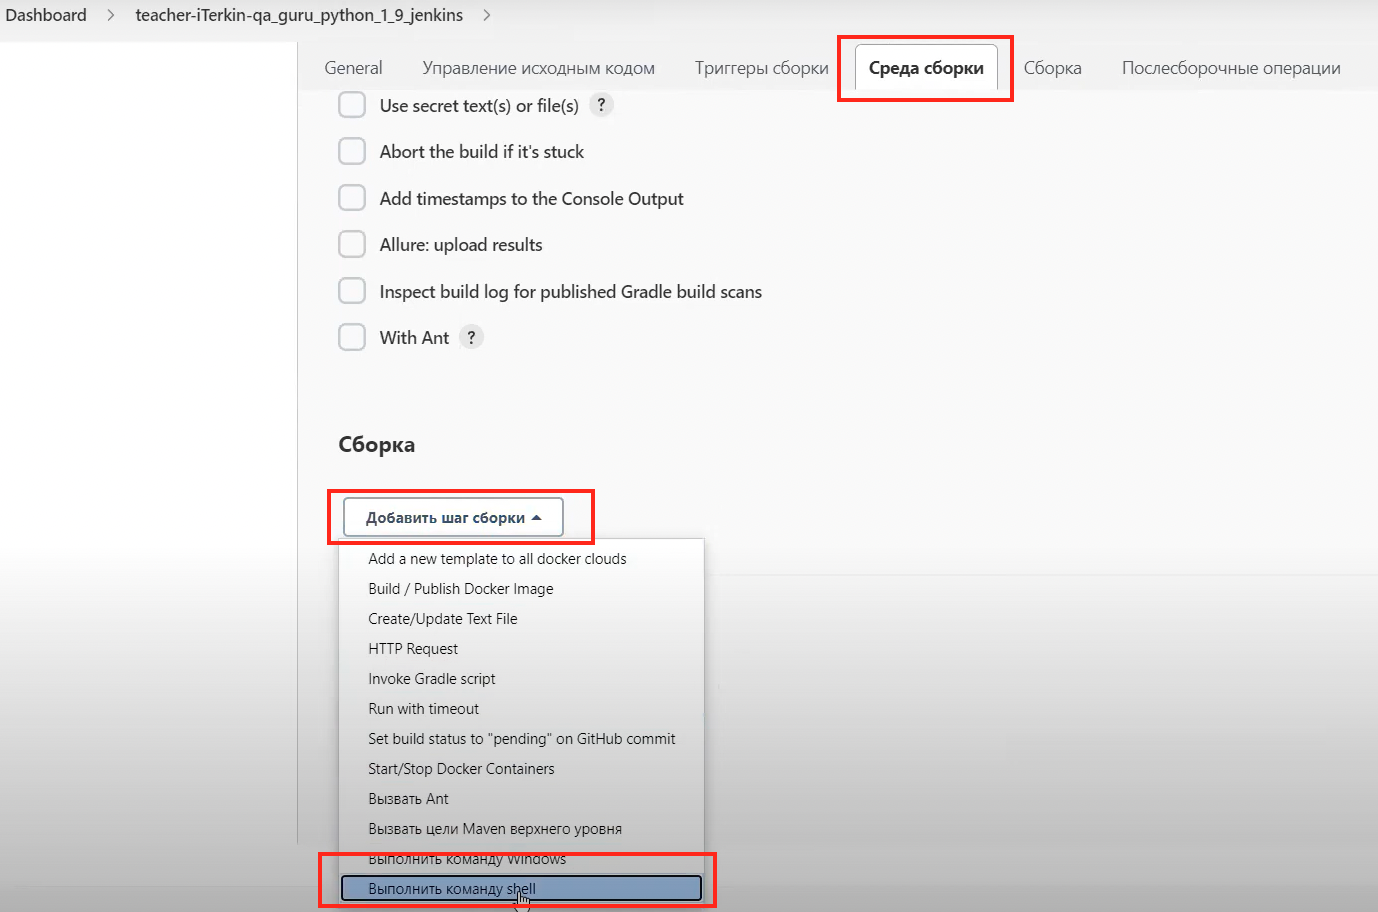 Dashboard > teacher-iTerkin-qa_guru_python_1_9_jenkins >
General Управление исходным кодом Триггеры сборки Среда сборки Сборка Послесборочные операции
Use secret text(s) or file(s) ?
Abort the build if it's stuck
Add timestamps to the Console Output
Allure: upload results
Inspect build log for published Gradle build scans
With Ant ?
Сборка
Добавить шаг сборки
Add a new template to all docker clouds
Build / Publish Docker Image
Create/Update Text File
HTTP Request
Invoke Gradle script
Run with timeout
Set build status to "pending" on GitHub commit
Start/Stop Docker Containers
Вызвать Ant
Вызвать цели Maven верхнего уровня
Выполнить команду Windows
Выполнить команду shell